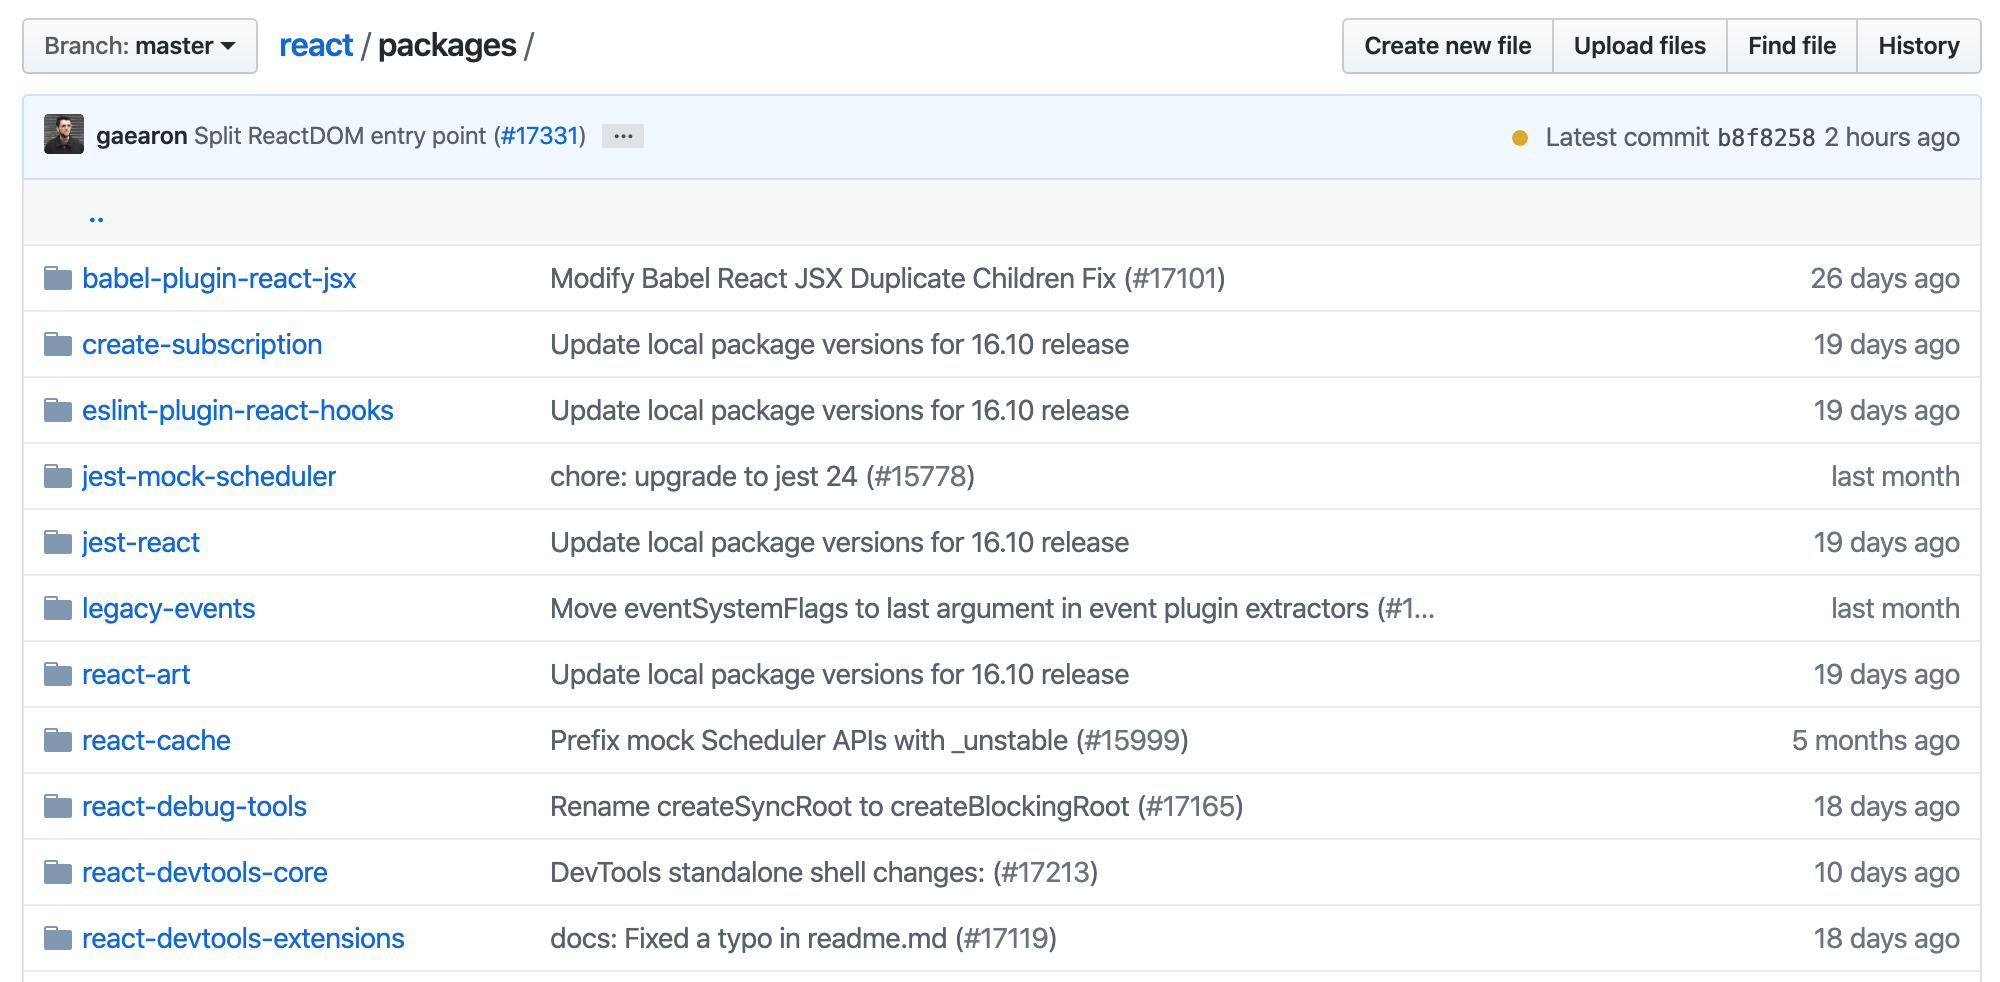 Branch: master react / packages / Create new file Upload files Find file History
gaearon Split ReactDOM entry point (#17331) ... Latest commit b8f8258 2 hours ago
..
babel-plugin-react-jsx Modify Babel React JSX Duplicate Children Fix (#17101) 26 days ago
create-subscription Update local package versions for 16.10 release 19 days ago
eslint-plugin-react-hooks Update local package versions for 16.10 release 19 days ago
jest-mock-scheduler chore: upgrade to jest 24 (#15778) last month
jest-react Update local package versions for 16.10 release 19 days ago
legacy-events Move eventSystemFlags to last argument in event plugin extractors (#1... last month
react-art Update local package versions for 16.10 release 19 days ago
react-cache Prefix mock Scheduler APIs with _unstable (#15999) 5 months ago
react-debug-tools Rename createSyncRoot to createBlockingRoot (#17165) 18 days ago
react-devtools-core DevTools standalone shell changes: (#17213) 10 days ago
react-devtools-extensions docs: Fixed a typo in readme.md (#17119) 18 days ago